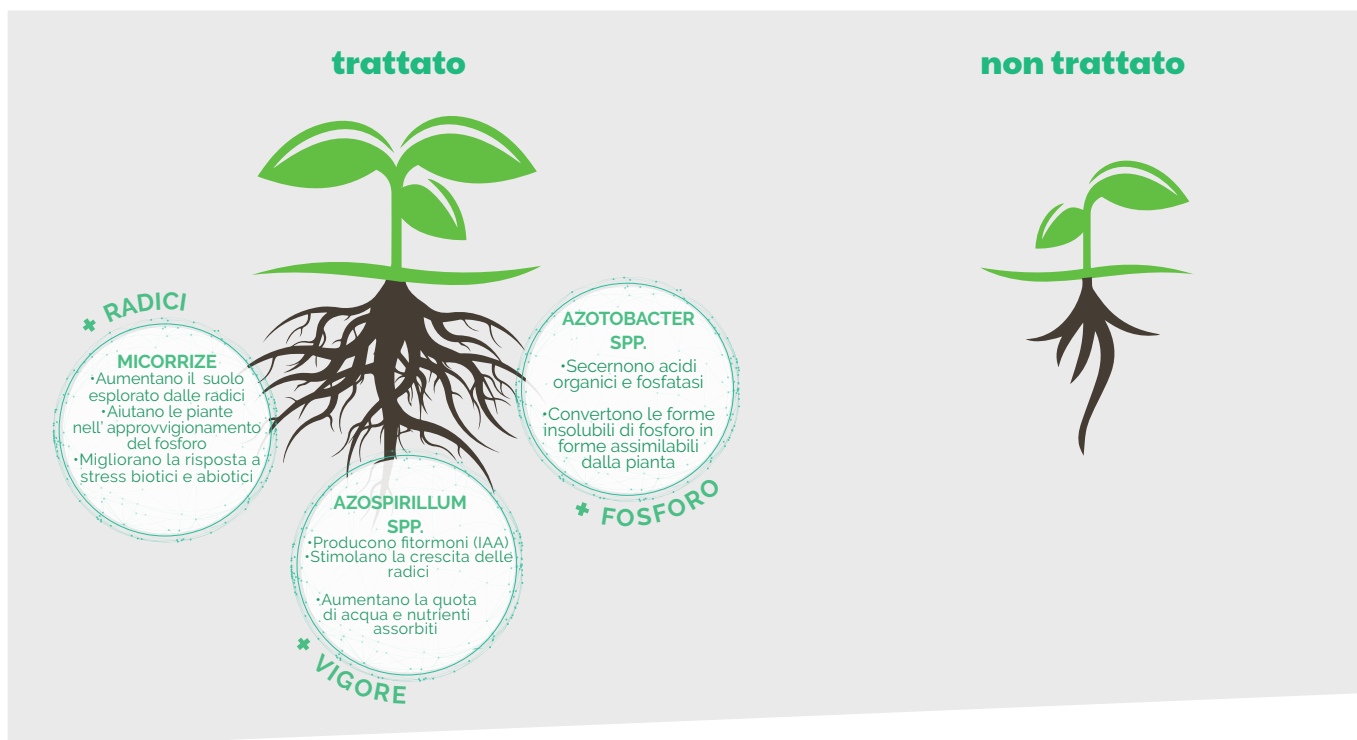 trattato
non trattato
+ RADICI
MICORRIZE
•Aumentano il suolo
esplorato dalle radici
•Aiutano le piante
nell' approvvigionamento
del fosforo
•Migliorano la risposta a
stress biotici e abiotici
AZOTOBACTER
SPP.
•Secernono acidi
organici e fosfatasi
•Convertono le forme
insolubili di fosforo in
forme assimilabili
dalla pianta
+ FOSFORO
AZOSPIRILLUM
SPP.
•Producono fitormoni (IAA)
•Stimolano la crescita delle
radici
•Aumentano la quota
di acqua e nutrienti
assorbiti
+ VIGORE